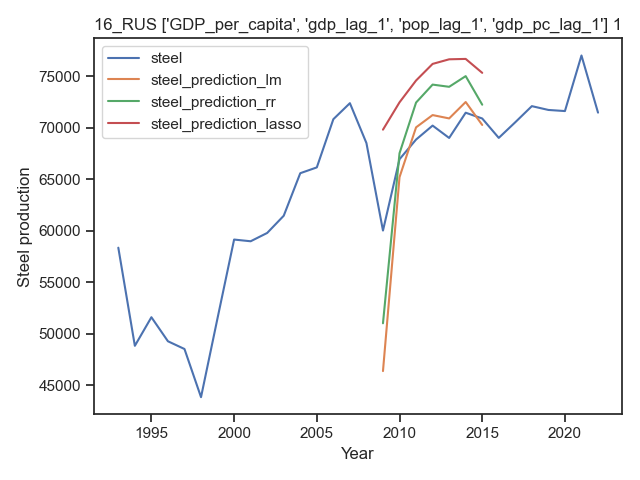 16_RUS ['GDP_per_capita', 'gdp_lag_1', 'pop_lag_1', 'gdp_pc_lag_1'] 1
steel
steel_prediction_lm
steel_prediction_rr
steel_prediction_lasso
Steel production
75000
70000
65000
60000
55000
50000
45000
1995
2000
2005
2010
2015
2020
Year